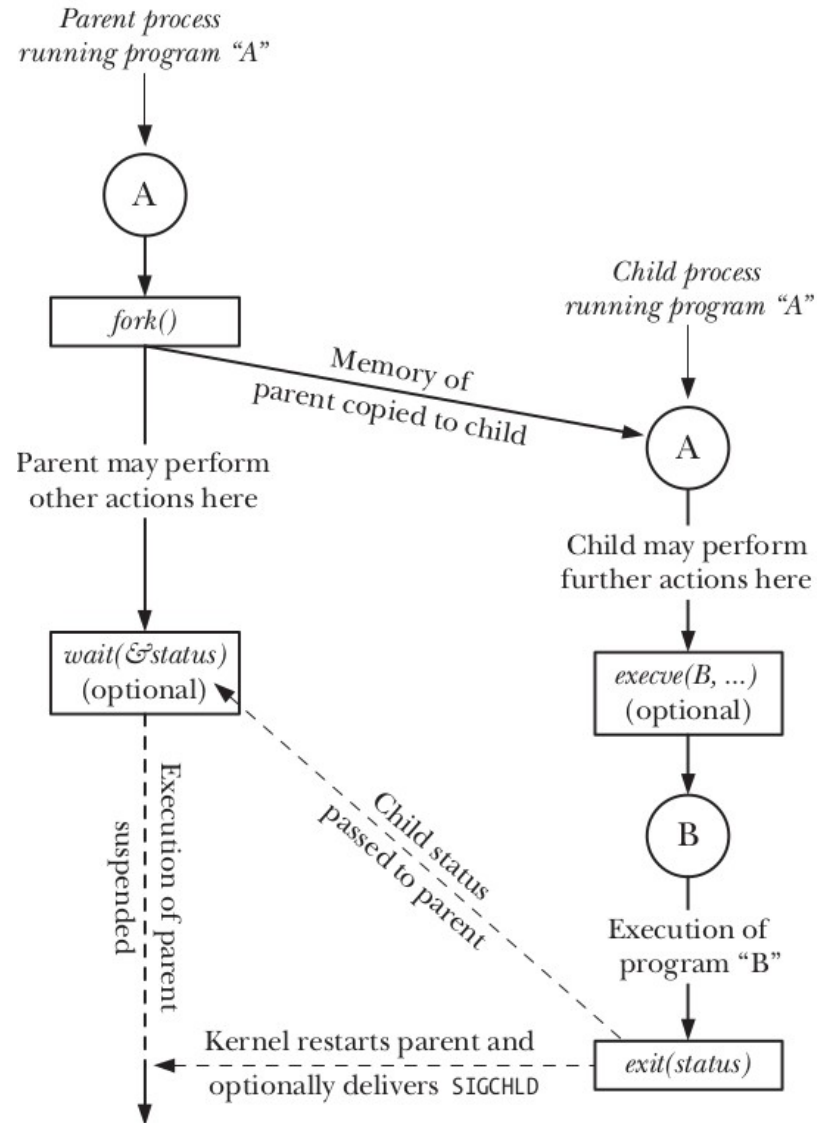 Parent process
running program “A”
A
fork()
Child process
running program “A”
Memory of
parent copied to child
A
Parent may perform
other actions here
Child may perform
further actions here
wait(&status)
(optional)
execve(B, ...)
(optional)
Execution of parent
suspended
Child status
passed to parent
B
Execution of
program “B”
Kernel restarts parent and
optionally delivers SIGCHLD
exit(status)